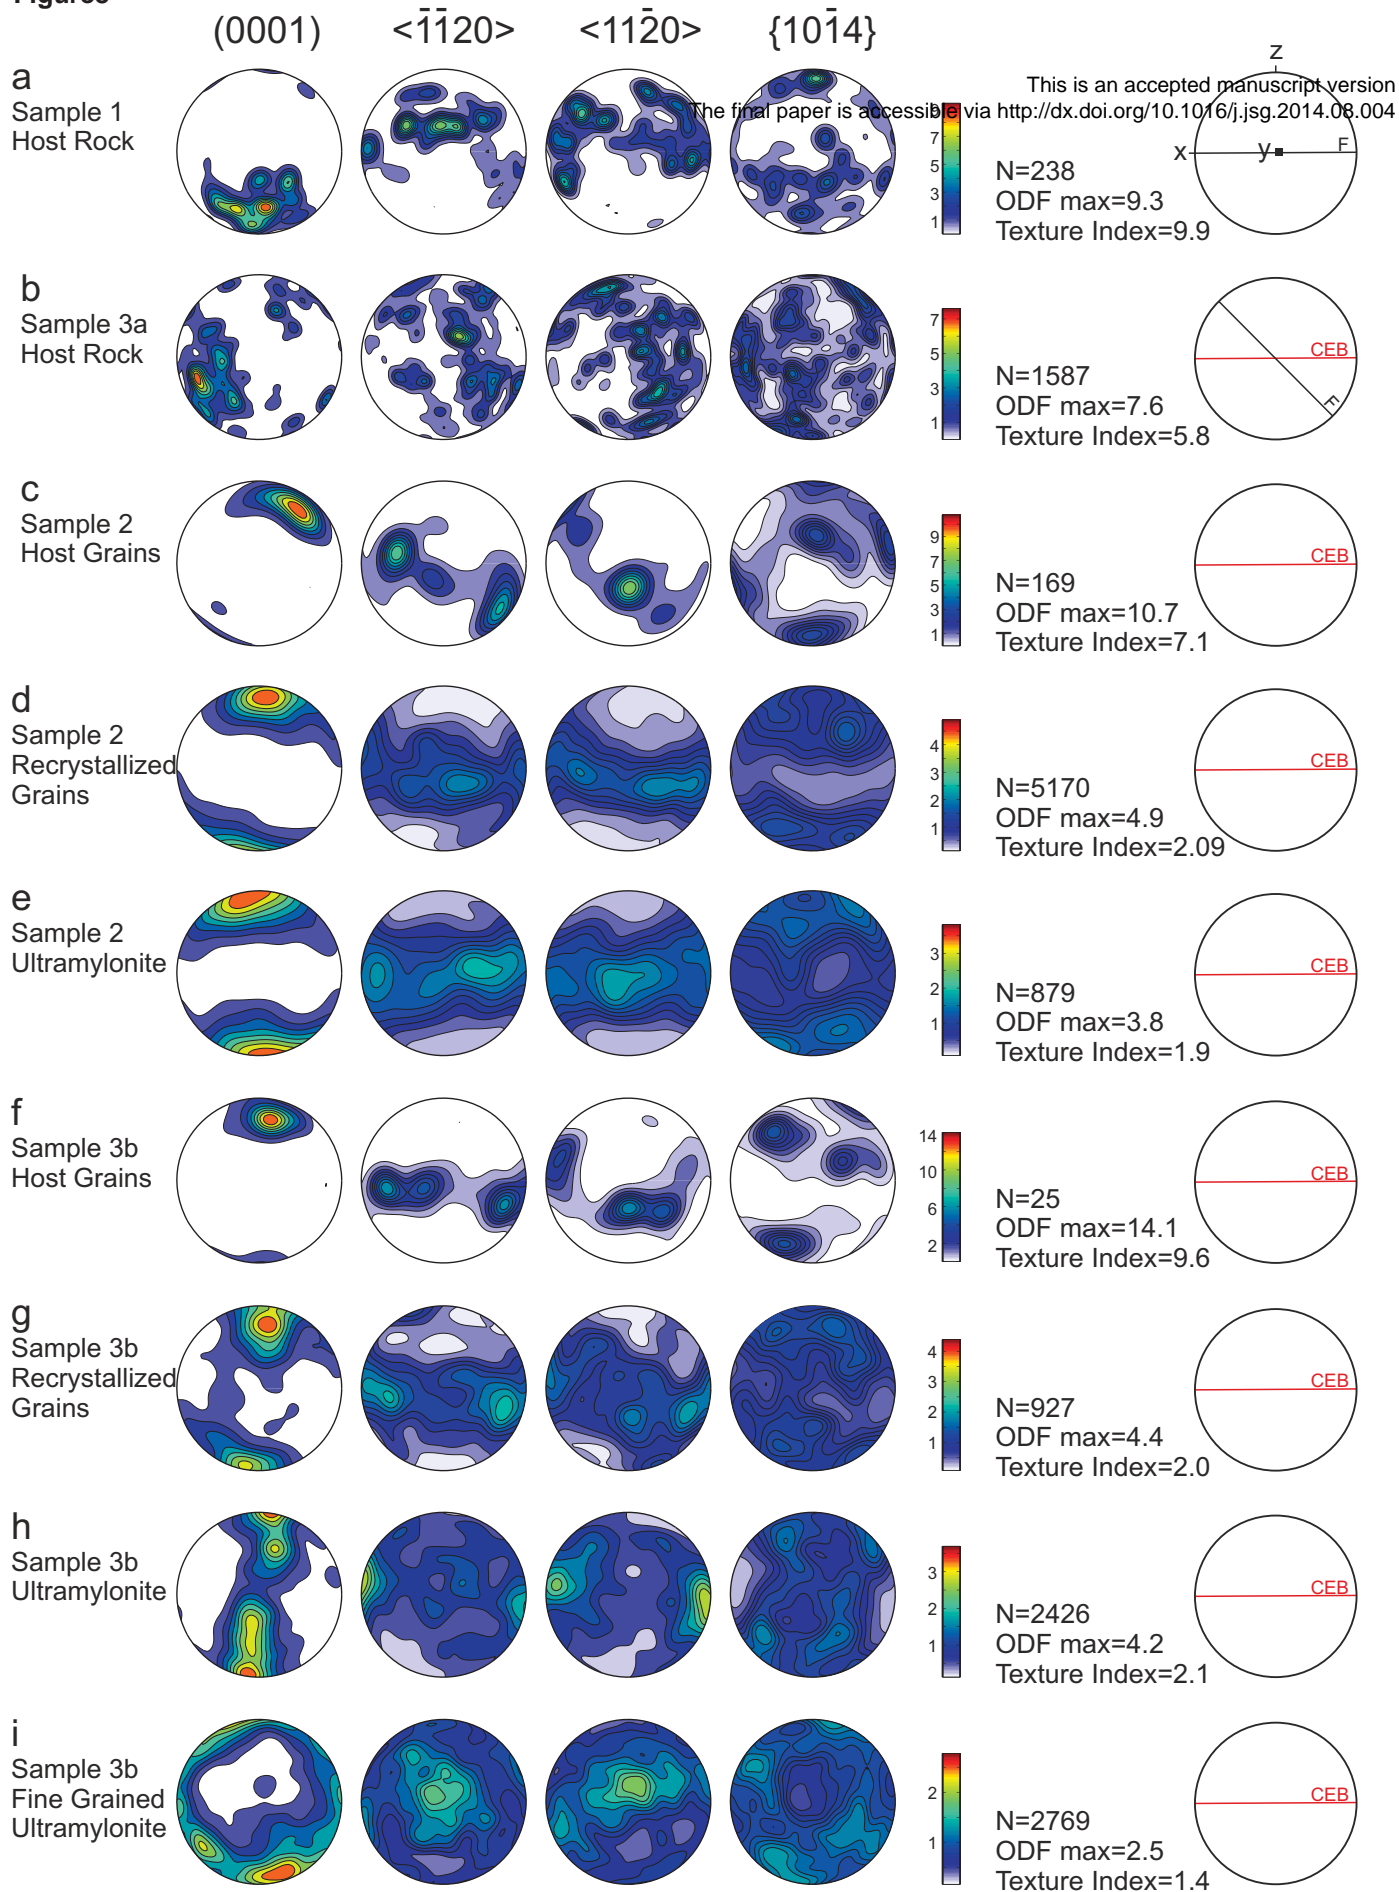 Figures
(0001) <1̄1̄20> <112̄0> {101̄4}
This is an accepted manuscript version
The final paper is accessible via http://dx.doi.org/10.1016/j.jsg.2014.08.004
a
Sample 1
Host Rock
7
5
3
1
N=238
ODF max=9.3
Texture Index=9.9
z
x
y
F
b
Sample 3a
Host Rock
7
5
3
1
N=1587
ODF max=7.6
Texture Index=5.8
CEB
F
c
Sample 2
Host Grains
9
7
5
3
1
N=169
ODF max=10.7
Texture Index=7.1
CEB
d
Sample 2
Recrystallized
Grains
4
3
2
1
N=5170
ODF max=4.9
Texture Index=2.09
CEB
e
Sample 2
Ultramylonite
3
2
1
N=879
ODF max=3.8
Texture Index=1.9
CEB
f
Sample 3b
Host Grains
14
10
6
2
N=25
ODF max=14.1
Texture Index=9.6
CEB
g
Sample 3b
Recrystallized
Grains
4
3
2
1
N=927
ODF max=4.4
Texture Index=2.0
CEB
h
Sample 3b
Ultramylonite
3
2
1
N=2426
ODF max=4.2
Texture Index=2.1
CEB
i
Sample 3b
Fine Grained
Ultramylonite
2
1
N=2769
ODF max=2.5
Texture Index=1.4
CEB